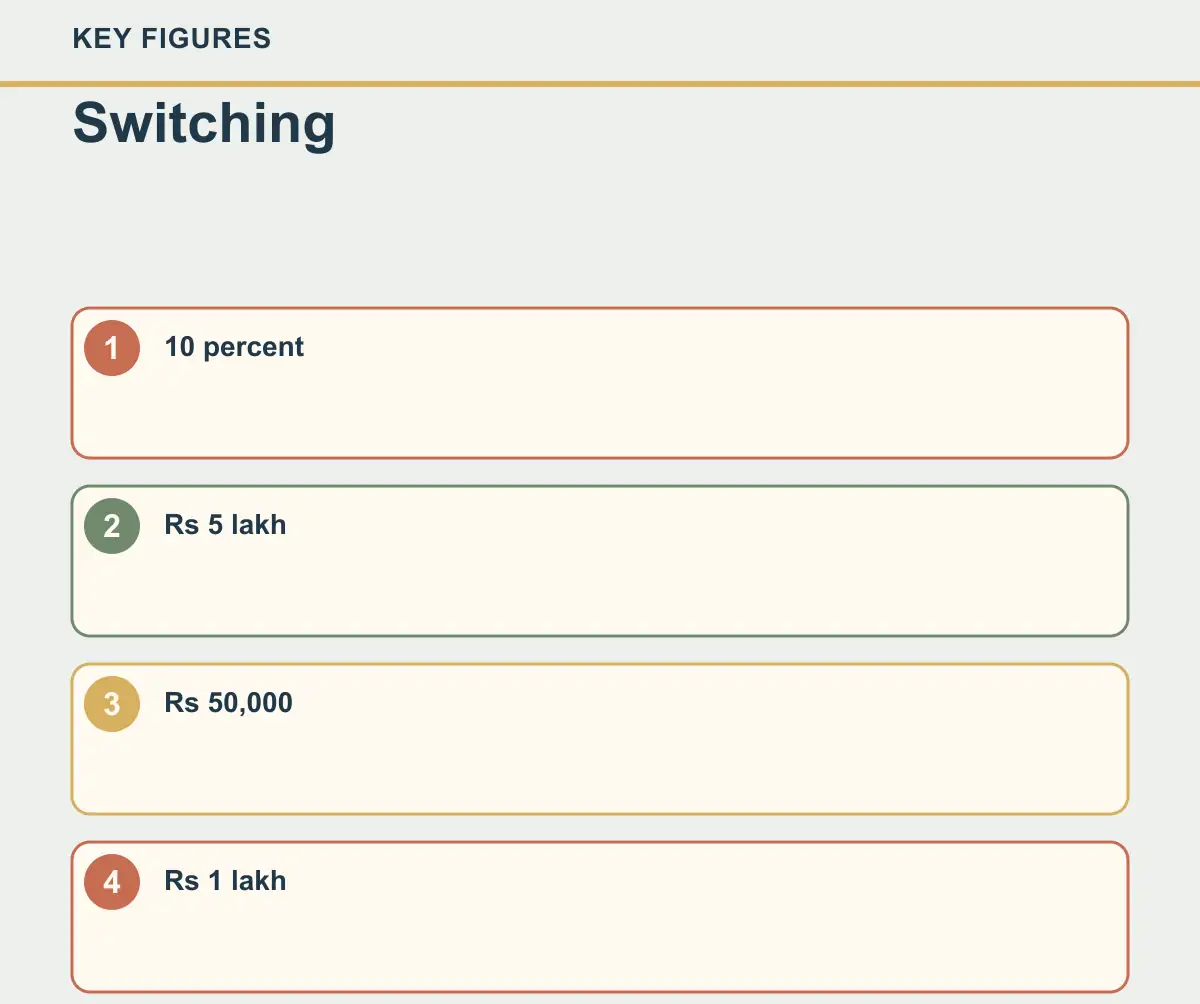 KEY FIGURES
Switching
1 10 percent
2 Rs 5 lakh
3 Rs 50,000
4 Rs 1 lakh